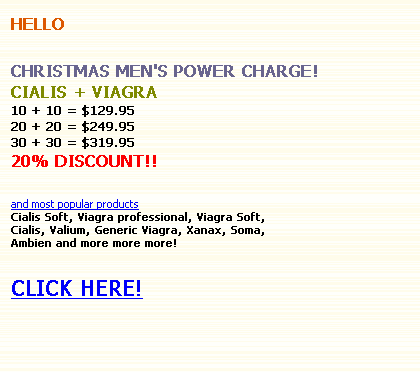 HELLO
CHRISTMAS MEN'S POWER CHARGE!
CIALIS + VIAGRA
10 + 10 = $129.95
20 + 20 = $249.95
30 + 30 = $319.95
20% DISCOUNT!!
and most popular products
Cialis Soft, Viagra professional, Viagra Soft,
Cialis, Valium, Generic Viagra, Xanax, Soma,
Ambien and more more more!
CLICK HERE!